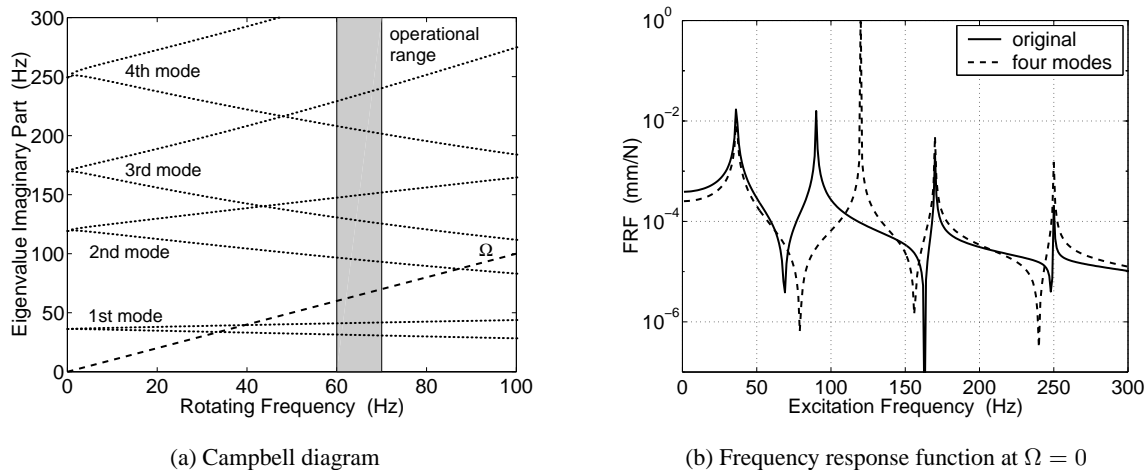 300
250
200
150
100
50
0
Eigenvalue Imaginary Part (Hz)
4th mode
3rd mode
2nd mode
1st mode
operational
range
Ω
0 20 40 60 80 100
Rotating Frequency (Hz)
(a) Campbell diagram
10^0
10^-2
10^-4
10^-6
FRF (mm/N)
original
four modes
0 50 100 150 200 250 300
Excitation Frequency (Hz)
(b) Frequency response function at Ω = 0